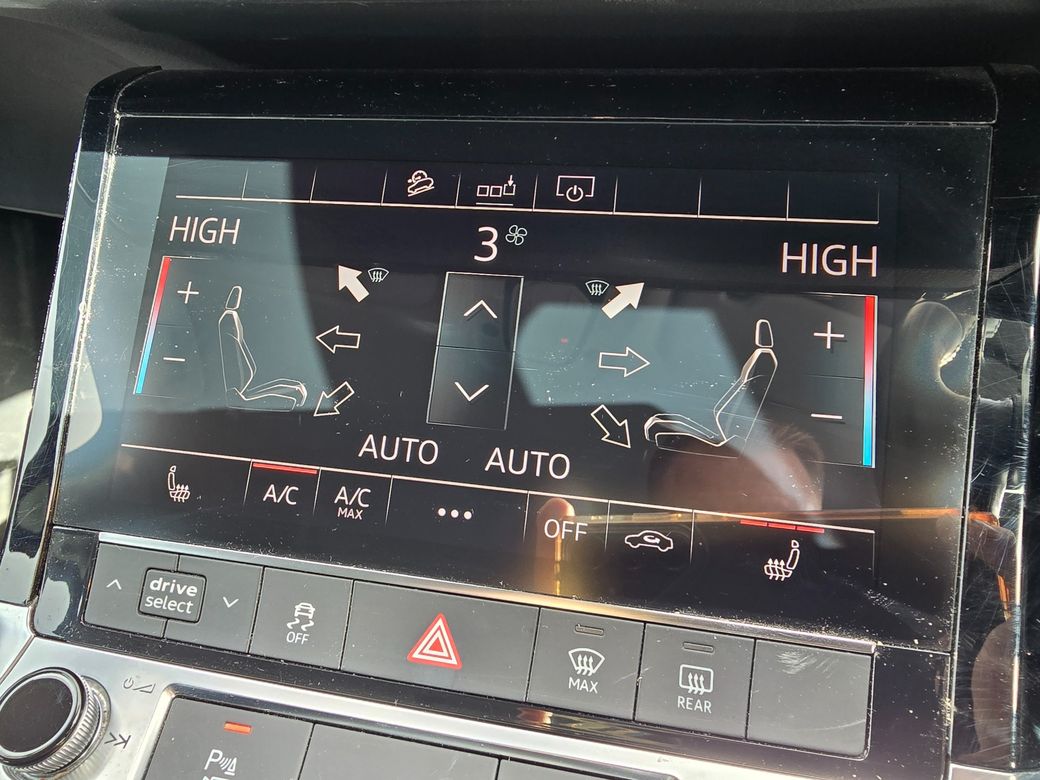 HIGH
3
HIGH
+
+
−
−
AUTO
AUTO
A/C
A/C
MAX
•••
OFF
drive
select
OFF
MAX
REAR
P